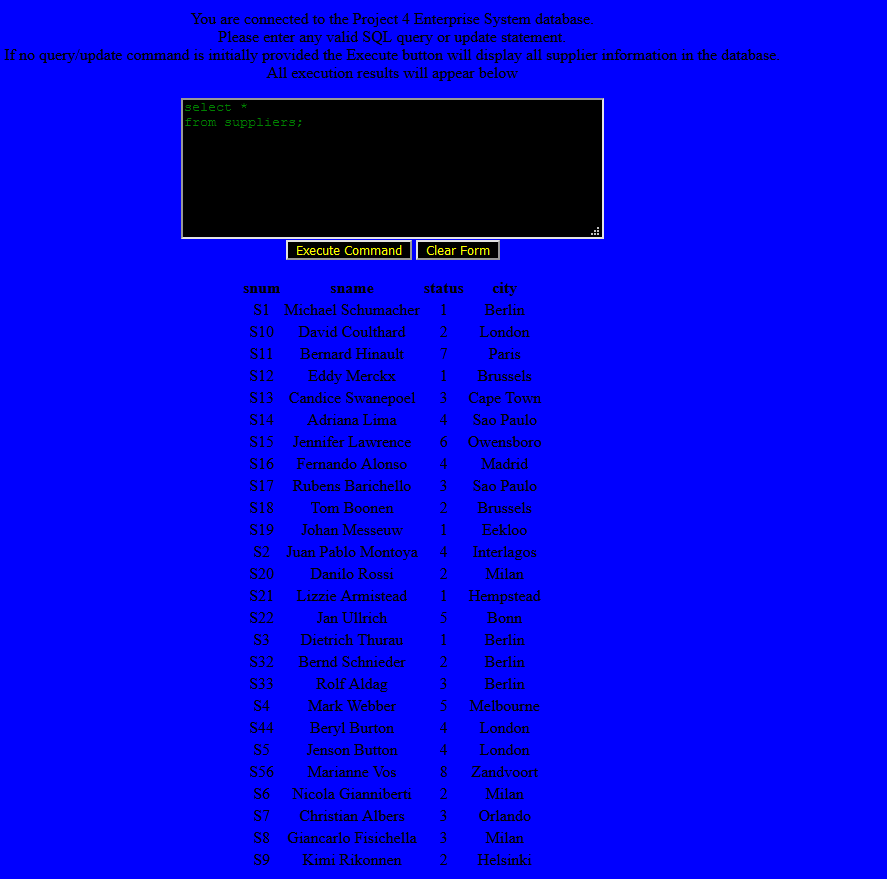 You are connected to the Project 4 Enterprise System database.
Please enter any valid SQL query or update statement.
If no query/update command is initially provided the Execute button will display all supplier information in the database.
All execution results will appear below
select *
from suppliers;
Execute Command Clear Form
snum sname status city
S1 Michael Schumacher 1 Berlin
S10 David Coulthard 2 London
S11 Bernard Hinault 7 Paris
S12 Eddy Merckx 1 Brussels
S13 Candice Swanepoel 3 Cape Town
S14 Adriana Lima 4 Sao Paulo
S15 Jennifer Lawrence 6 Owensboro
S16 Fernando Alonso 4 Madrid
S17 Rubens Barichello 3 Sao Paulo
S18 Tom Boonen 2 Brussels
S19 Johan Messeuw 1 Eekloo
S2 Juan Pablo Montoya 4 Interlagos
S20 Danilo Rossi 2 Milan
S21 Lizzie Armistead 1 Hempstead
S22 Jan Ullrich 5 Bonn
S3 Dietrich Thurau 1 Berlin
S32 Bernd Schnieder 2 Berlin
S33 Rolf Aldag 3 Berlin
S4 Mark Webber 5 Melbourne
S44 Beryl Burton 4 London
S5 Jenson Button 4 London
S56 Marianne Vos 8 Zandvoort
S6 Nicola Gianniberti 2 Milan
S7 Christian Albers 3 Orlando
S8 Giancarlo Fisichella 3 Milan
S9 Kimi Rikonnen 2 Helsinki